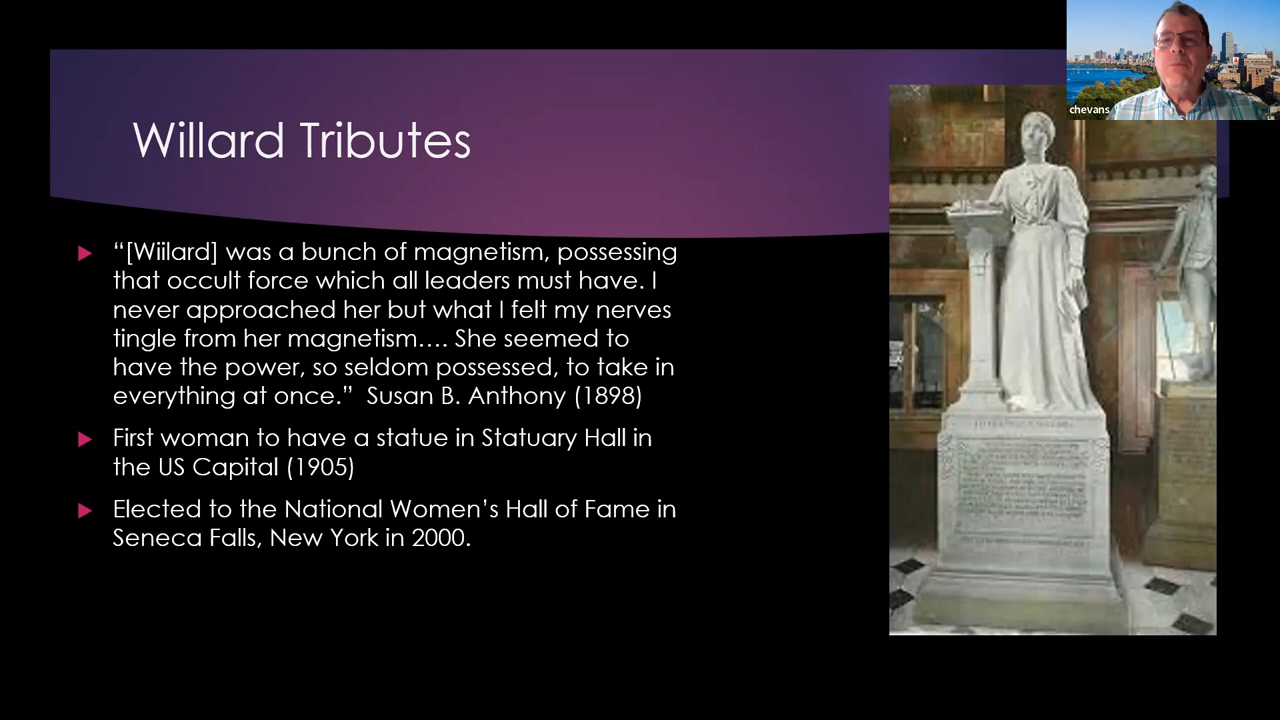 chevans
Willard Tributes
“[Wiilard] was a bunch of magnetism, possessing
that occult force which all leaders must have. I
never approached her but what I felt my nerves
tingle from her magnetism…. She seemed to
have the power, so seldom possessed, to take in
everything at once.” Susan B. Anthony (1898)
First woman to have a statue in Statuary Hall in
the US Capital (1905)
Elected to the National Women’s Hall of Fame in
Seneca Falls, New York in 2000.